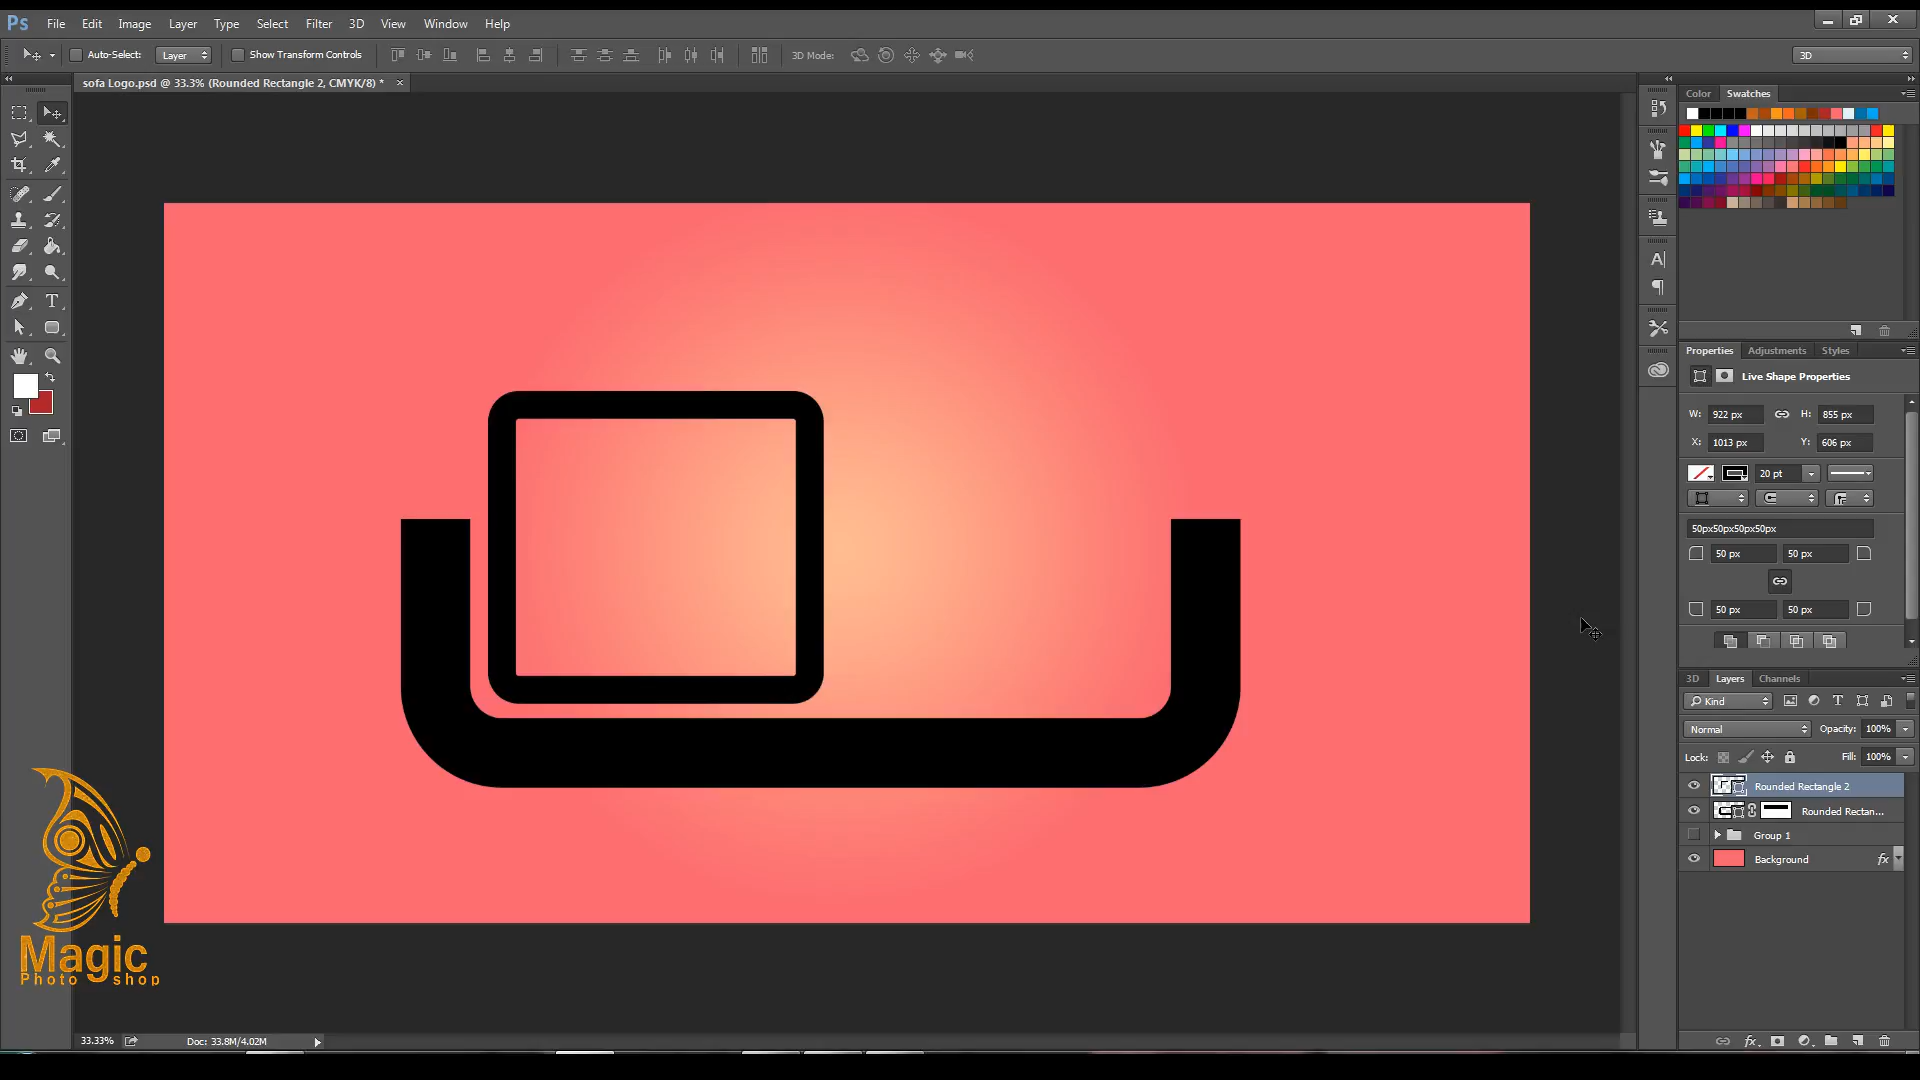 Ps File Edit Image Layer Type Select Filter 3D View Window Help
Auto-Select: Layer Show Transform Controls 3D Mode: 3D
sofa Logo.psd @ 33.3% (Rounded Rectangle 2, CMYK/8) * ×
Color Swatches
Properties Adjustments Styles
Live Shape Properties
W: 922 px H: 855 px
X: 1013 px Y: 606 px
20 pt
50px50px50px50px
50 px 50 px
50 px 50 px
3D Layers Channels
Kind T
Normal Opacity: 100%
Lock: Fill: 100%
Rounded Rectangle 2
Rounded Rectan...
Group 1
Background fx
Magic
Photo shop
33.33% Doc: 33.8M/4.02M
fx